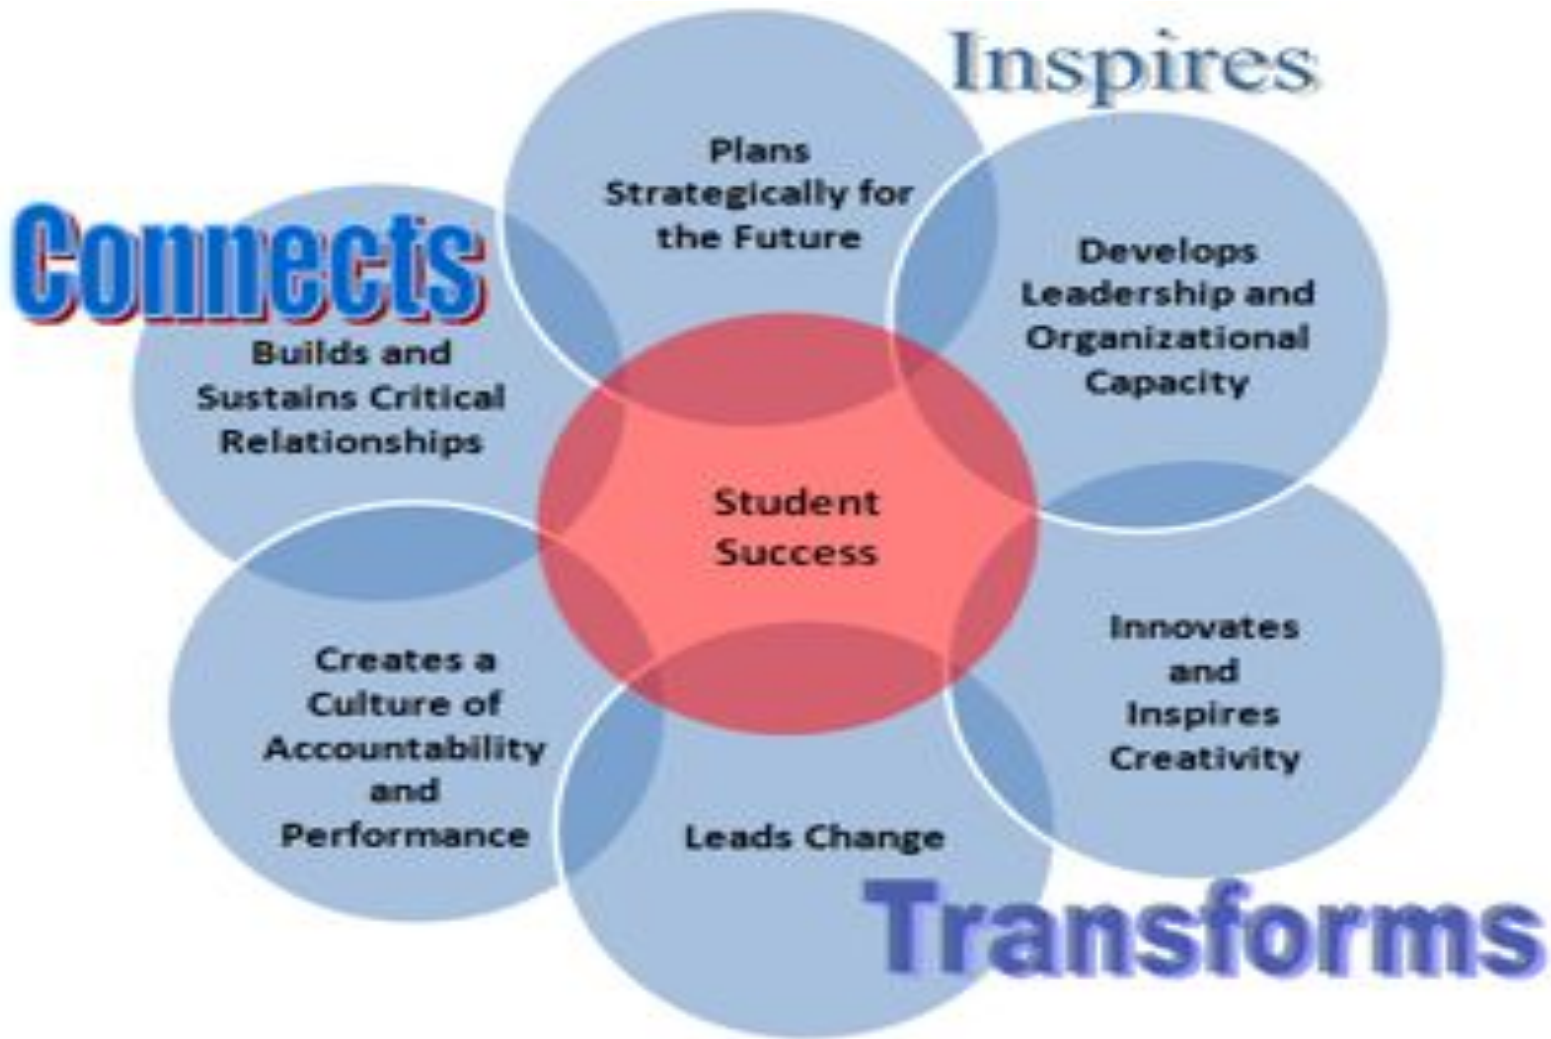 Inspires
Plans
Strategically for
the Future
Develops
Leadership and
Organizational
Capacity
Connects
Builds and
Sustains Critical
Relationships
Student
Success
Innovates
and
Inspires
Creativity
Creates a
Culture of
Accountability
and
Performance
Leads Change
Transforms